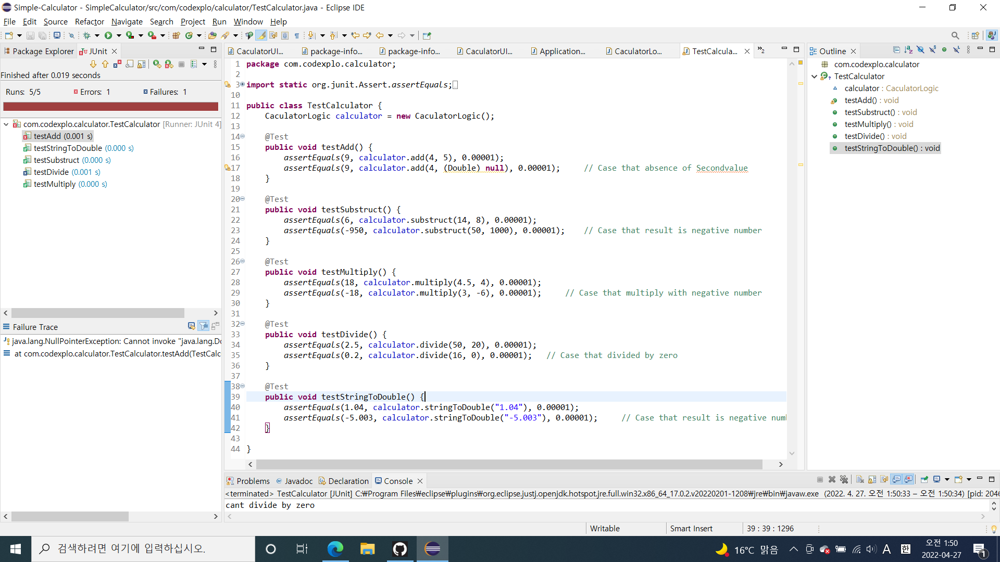 Simple-Calculator - SimpleCalculator/src/com/codexplo/calculator/TestCalculator.java - Eclipse IDE
File Edit Source Refactor Navigate Search Project Run Window Help
Package Explorer JUnit
Finished after 0.019 seconds
Runs: 5/5 Errors: 1 Failures: 1
com.codexplo.calculator.TestCalculator [Runner: JUnit 4]
testAdd (0.001 s)
testStringToDouble (0.000 s)
testSubstruct (0.000 s)
testDivide (0.001 s)
testMultiply (0.000 s)
Failure Trace
java.lang.NullPointerException: Cannot invoke "java.lang.Do
at com.codexplo.calculator.TestCalculator.testAdd(TestCalc
CaculatorUI... package-info... package-info... CaculatorUI... Application... CaculatorLo... TestCalcula... »2
1 package com.codexplo.calculator;
2
3 import static org.junit.Assert.assertEquals;
10
11 public class TestCalculator {
12 CaculatorLogic calculator = new CaculatorLogic();
13
14 @Test
15 public void testAdd() {
16 assertEquals(9, calculator.add(4, 5), 0.00001);
17 assertEquals(9, calculator.add(4, (Double) null), 0.00001); // Case that absence of Secondvalue
18 }
19
20 @Test
21 public void testSubstruct() {
22 assertEquals(6, calculator.substruct(14, 8), 0.00001);
23 assertEquals(-950, calculator.substruct(50, 1000), 0.00001); // Case that result is negative number
24 }
25
26 @Test
27 public void testMultiply() {
28 assertEquals(18, calculator.multiply(4.5, 4), 0.00001);
29 assertEquals(-18, calculator.multiply(3, -6), 0.00001); // Case that multiply with negative number
30 }
31
32 @Test
33 public void testDivide() {
34 assertEquals(2.5, calculator.divide(50, 20), 0.00001);
35 assertEquals(0.2, calculator.divide(16, 0), 0.00001); // Case that divided by zero
36 }
37
38 @Test
39 public void testStringToDouble() {
40 assertEquals(1.04, calculator.stringToDouble("1.04"), 0.00001);
41 assertEquals(-5.003, calculator.stringToDouble("-5.003"), 0.00001); // Case that result is negative num
42 }
43
44 }
Outline
com.codexplo.calculator
TestCalculator
calculator : CaculatorLogic
testAdd() : void
testSubstruct() : void
testMultiply() : void
testDivide() : void
testStringToDouble() : void
Problems Javadoc Declaration Console
<terminated> TestCalculator [JUnit] C:₩Program Files₩eclipse₩plugins₩org.eclipse.justj.openjdk.hotspot.jre.full.win32.x86_64_17.0.2.v20220201-1208₩jre₩bin₩javaw.exe (2022. 4. 27. 오전 1:50:33 – 오전 1:50:34) [pid: 2046
cant divide by zero
Writable Smart Insert 39 : 39 : 1296
검색하려면 여기에 입력하십시오.
16°C 맑음 A 한
오전 1:50
2022-04-27
1